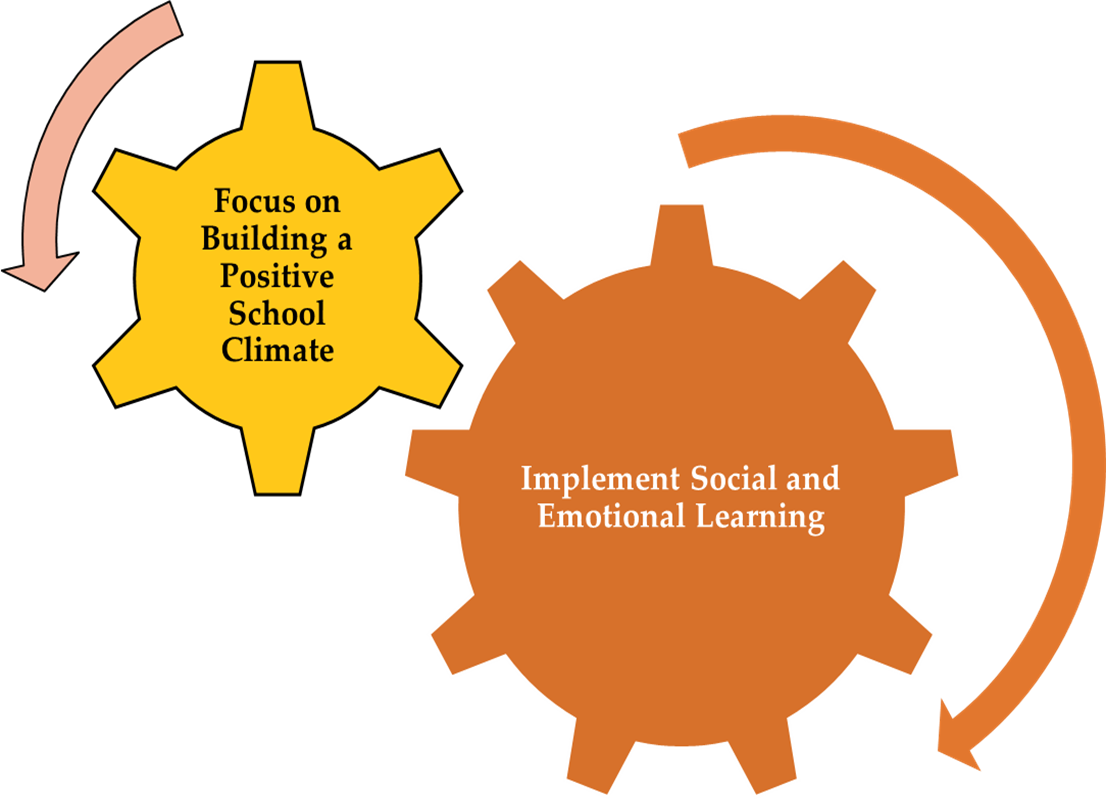 Focus on
Building a
Positive
School
Climate
Implement Social and
Emotional Learning